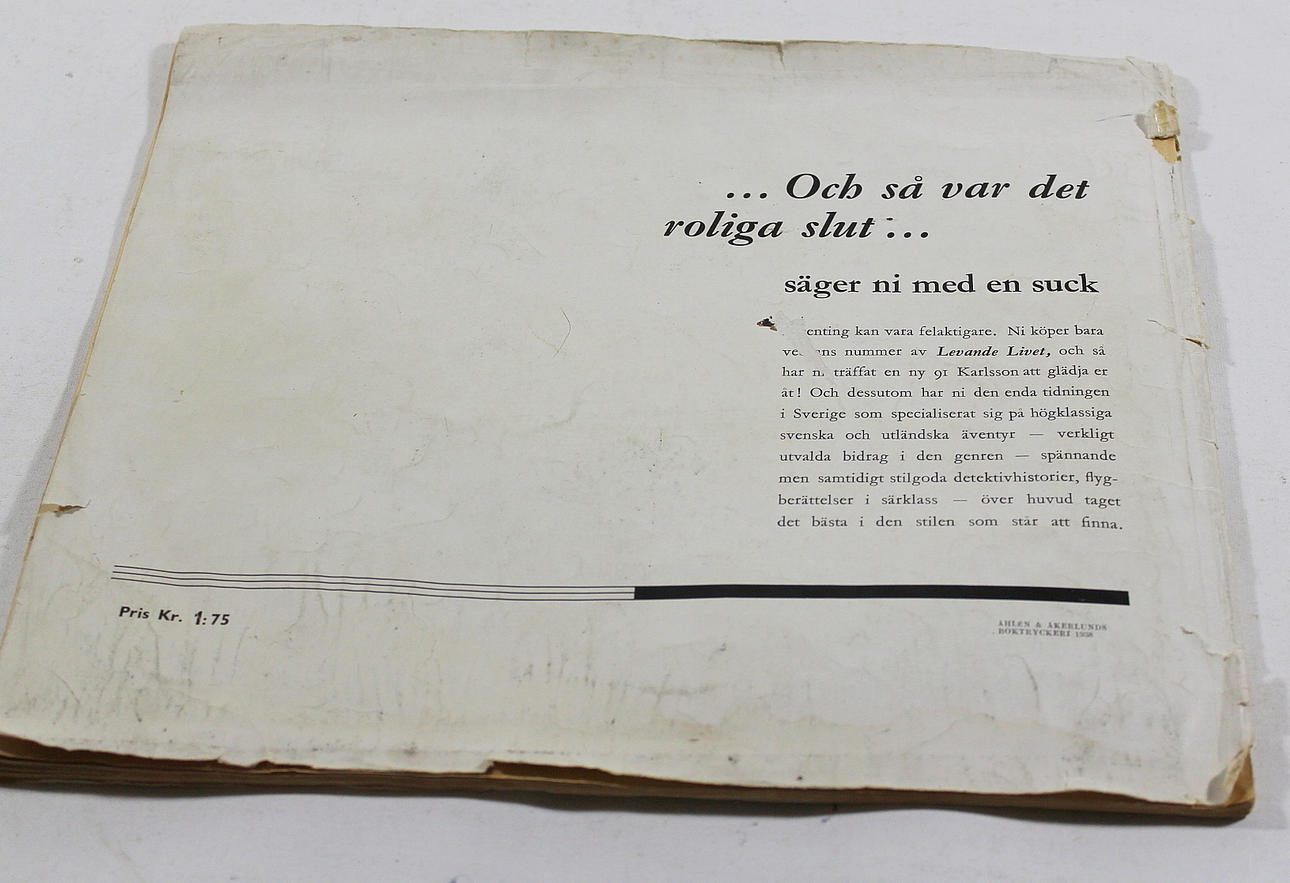 ... Och så var det
roliga slut ...
säger ni med en suck
enting kan vara felaktigare. Ni köper bara
nummer av Levande Livet, och så
har träffat en ny 91 Karlsson att glädja er
åt! Och dessutom har ni den enda tidningen
i Sverige som specialiserat sig på högklassiga
svenska och utländska äventyr — verkligt
utvalda bidrag i den genren — spännande
men samtidigt stilgoda detektivhistorier, flyg-
berättelser i särklass — över huvud taget
det bästa i den stilen som står att finna.
Pris Kr. 1:75
ÅHLÉN & ÅKERLUNDS
BOKTRYCKERI 1938